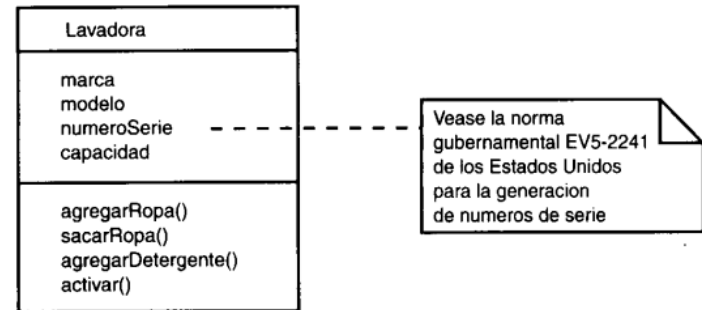 Lavadora
marca
modelo
numeroSerie
capacidad
agregarRopa()
sacarRopa()
agregarDetergente()
activar()
Vease la norma
gubernamental EV5-2241
de los Estados Unidos
para la generacion
de numeros de serie